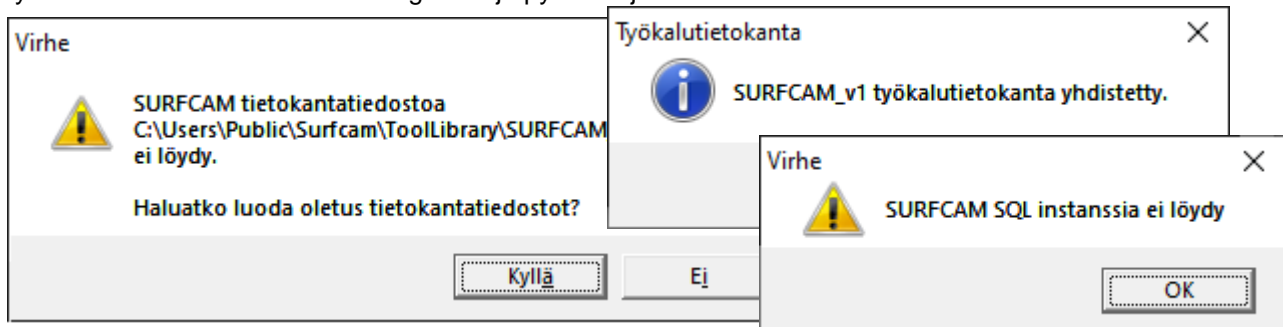 Virhe
SURFCAM tietokantatiedostoa
C:\Users\Public\Surfcam\ToolLibrary\SURFCAM
ei löydy.
Haluatko luoda oletus tietokantatiedostot?
Kyllä
Ei
Työkalutietokanta
SURFCAM_v1 työkalutietokanta yhdistetty.
Virhe
SURFCAM SQL instanssia ei löydy
OK